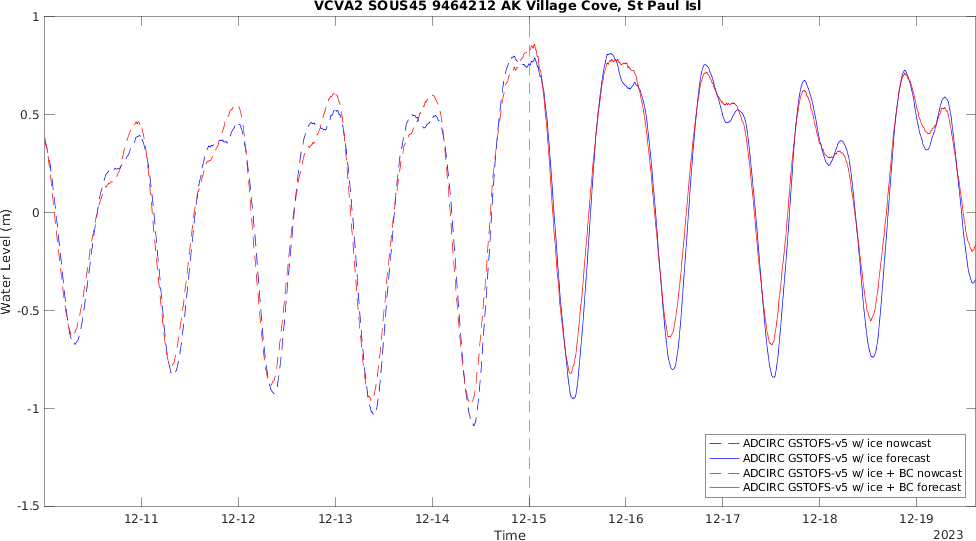 VCVA2 SOUS45 9464212 AK Village Cove, St Paul Isl
1
0.5
0
-0.5
-1
-1.5
Water Level (m)
12-11 12-12 12-13 12-14 12-15 12-16 12-17 12-18 12-19
Time
2023
ADCIRC GSTOFS-v5 w/ ice nowcast
ADCIRC GSTOFS-v5 w/ ice forecast
ADCIRC GSTOFS-v5 w/ ice + BC nowcast
ADCIRC GSTOFS-v5 w/ ice + BC forecast